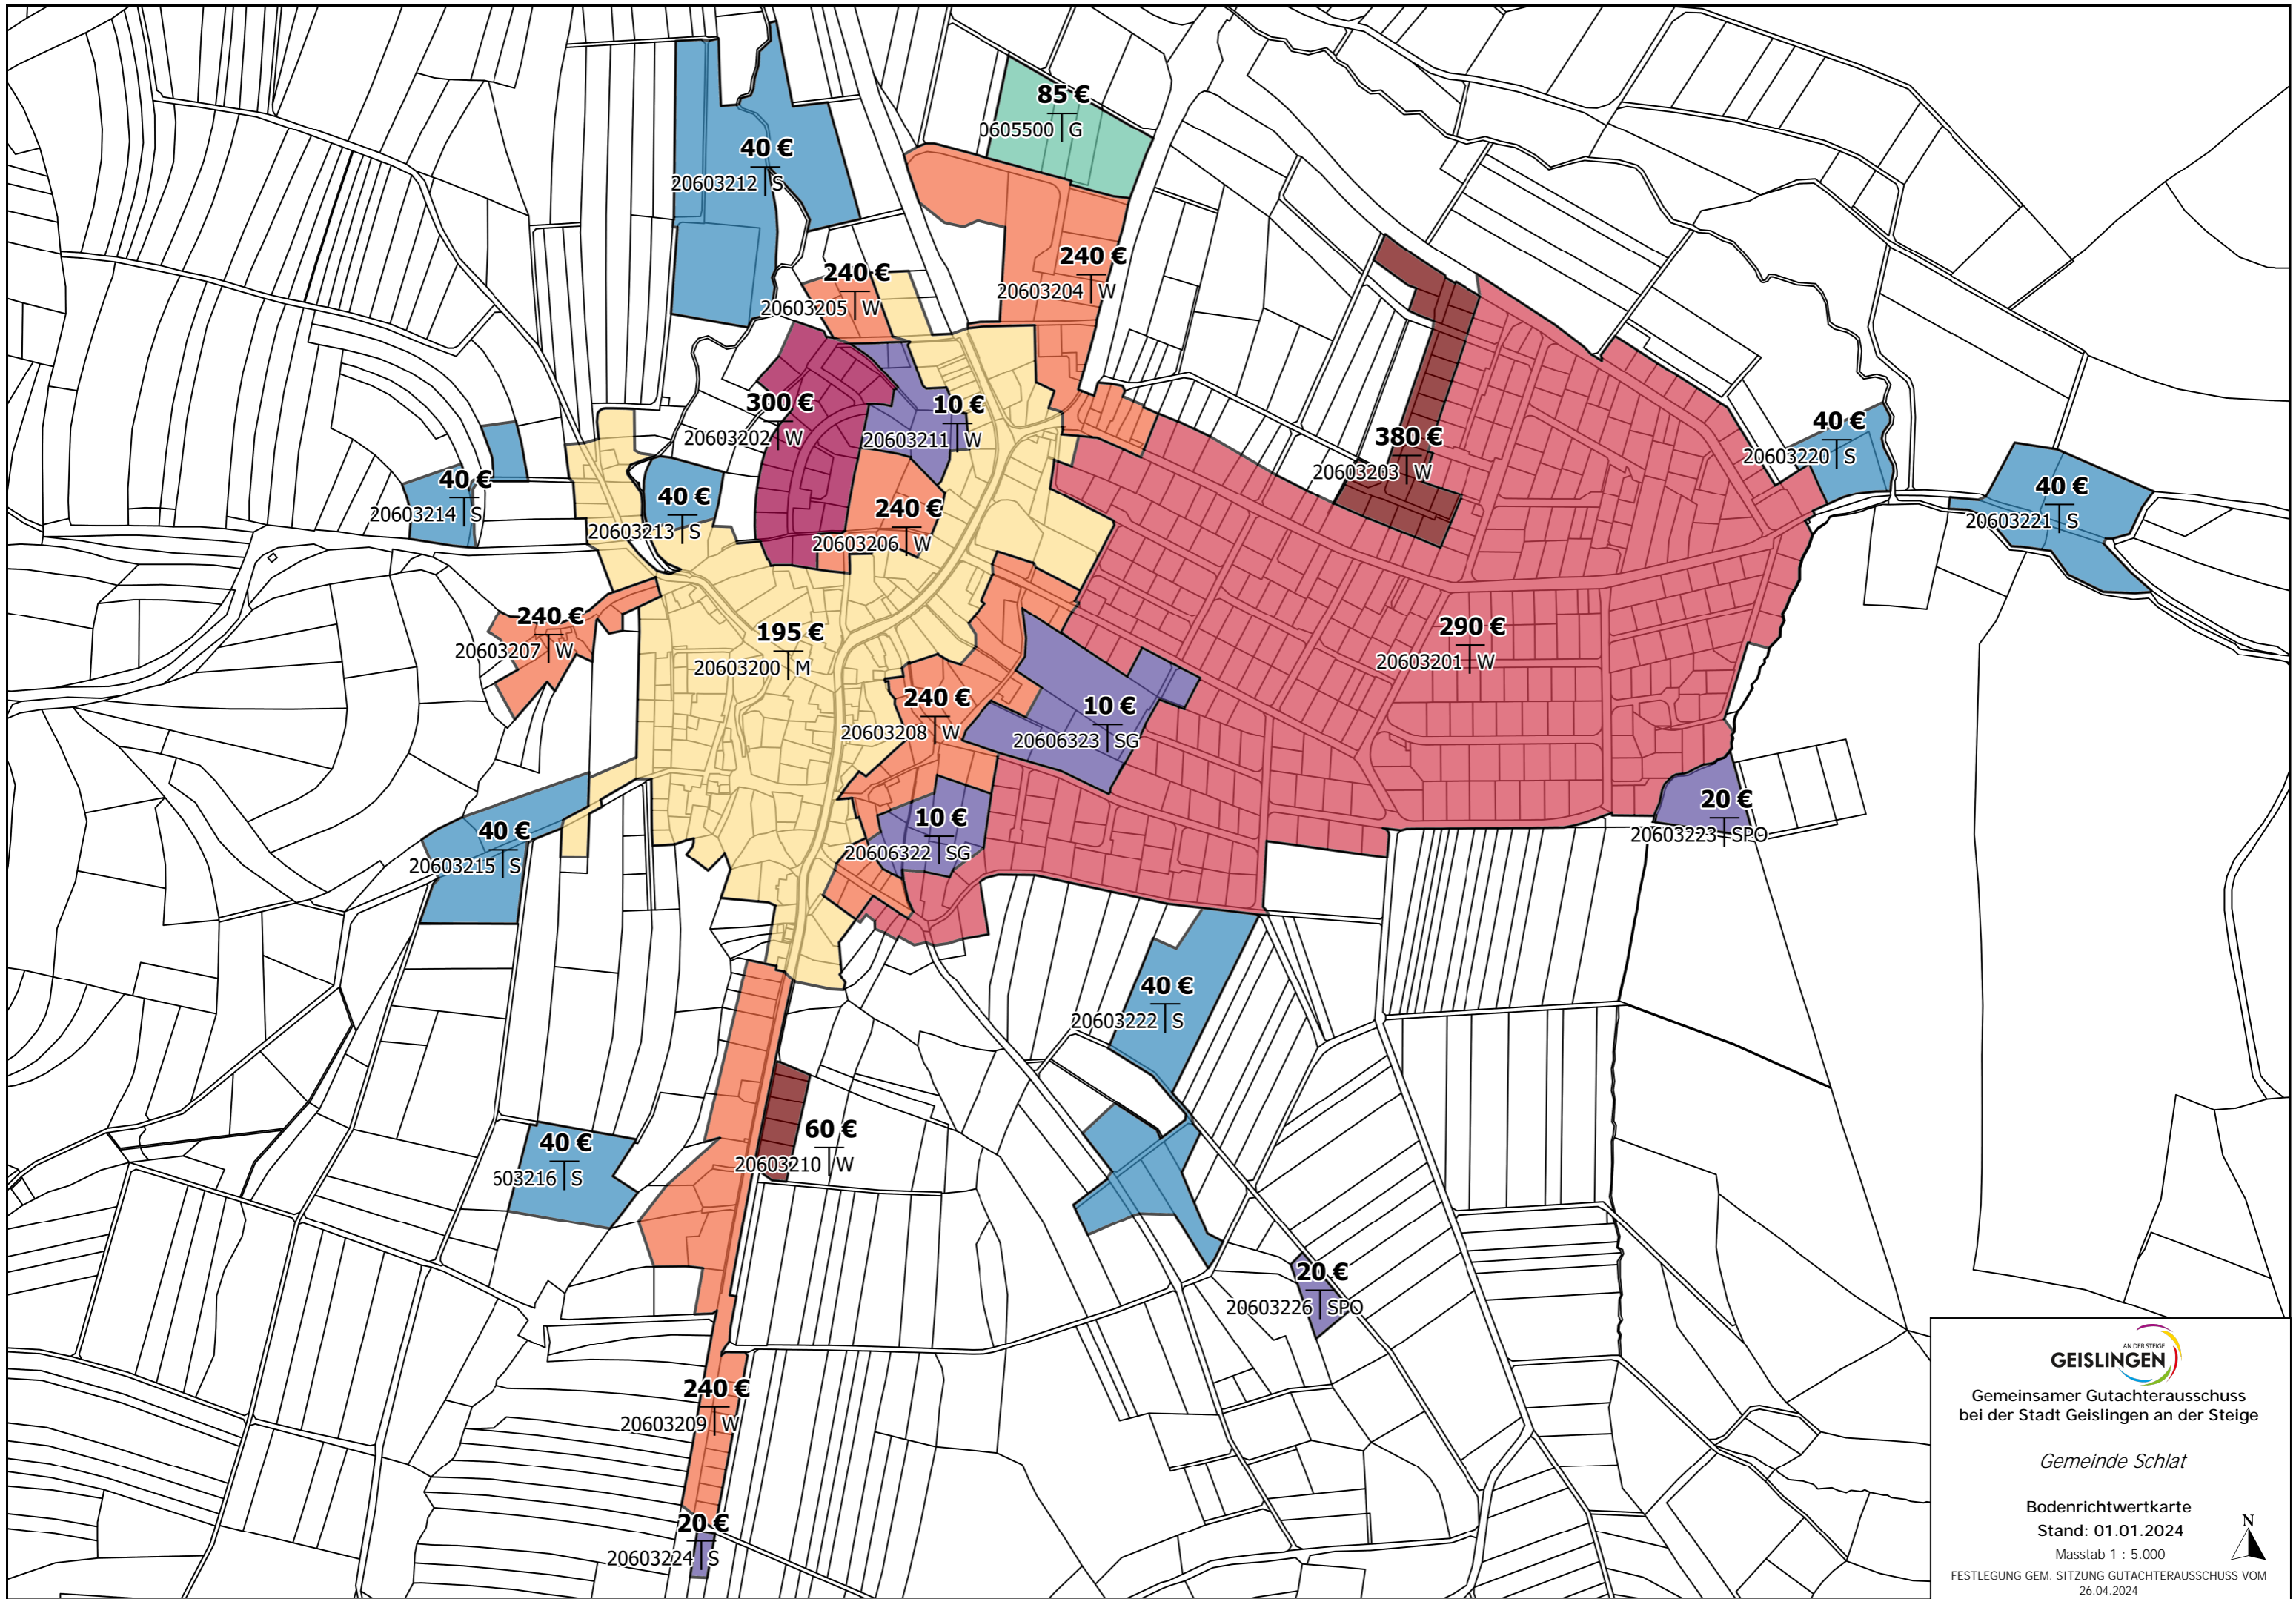 85 €
0605500 G
40 €
20603212 S
240 €
20603204 W
240 €
20603205 W
300 €
20603202 W
10 €
20603211 W
380 €
20603203 W
40 €
20603220 S
40 €
20603214 S
40 €
20603213 S
240 €
20603206 W
40 €
20603221 S
240 €
20603207 W
195 €
20603200 M
290 €
20603201 W
240 €
20603208 W
10 €
20606323 SG
40 €
20603215 S
10 €
20606322 SG
20 €
20603223 SPO
40 €
20603222 S
40 €
603216 S
60 €
20603210 W
20 €
20603226 SPO
240 €
20603209 W
20 €
20603224 S
AN DER STEIGE
GEISLINGEN
Gemeinsamer Gutachterausschuss
bei der Stadt Geislingen an der Steige
Gemeinde Schlat
Bodenrichtwertkarte
Stand: 01.01.2024
Masstab 1 : 5.000
N
FESTLEGUNG GEM. SITZUNG GUTACHTERAUSSCHUSS VOM
26.04.2024